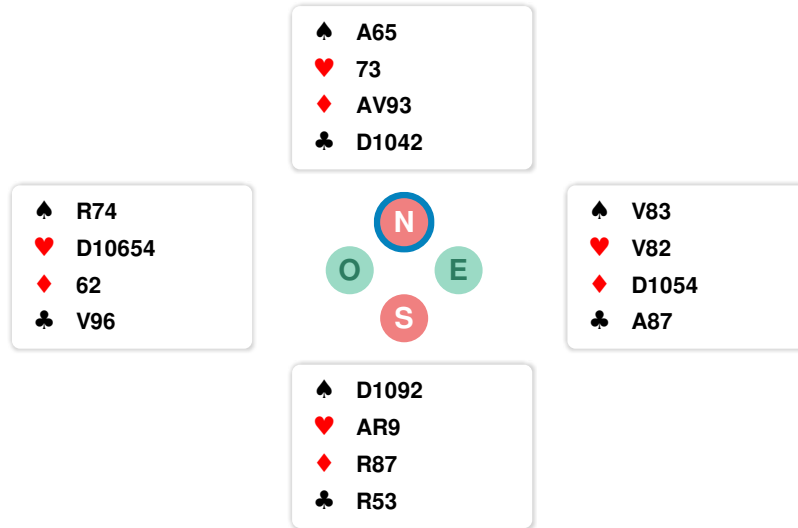 ♠ A65
♥ 73
♦ AV93
♣ D1042
♠ R74
♥ D10654
♦ 62
♣ V96
N
O E
S
♠ V83
♥ V82
♦ D1054
♣ A87
♠ D1092
♥ AR9
♦ R87
♣ R53